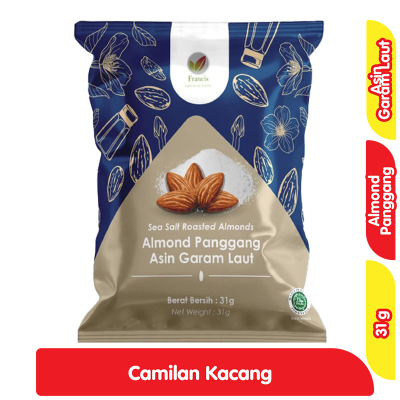 Francis
Sea Salt Roasted Almonds
Almond Panggang
Asin Garam Laut
Berat Bersih : 31g
Net Weight : 31g
Asin
Garam Laut
Almond
Panggang
31g
Camilan Kacang